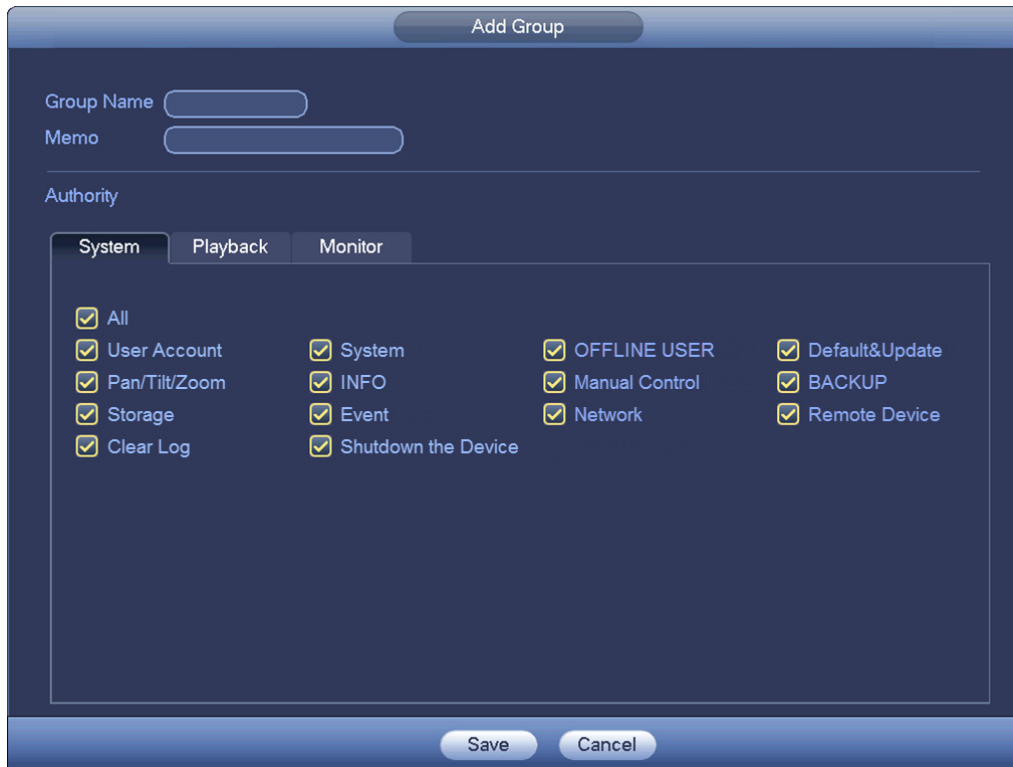 Add Group
Group Name
Memo
Authority
System Playback Monitor
All
User Account System OFFLINE USER Default&Update
Pan/Tilt/Zoom INFO Manual Control BACKUP
Storage Event Network Remote Device
Clear Log Shutdown the Device
Save Cancel